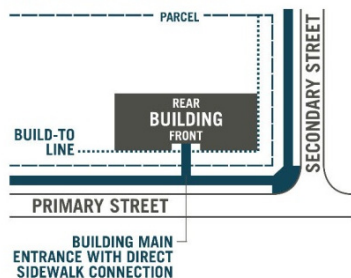 PARCEL
SECONDARY STREET
REAR
BUILDING
FRONT
BUILD-TO
LINE
PRIMARY STREET
BUILDING MAIN
ENTRANCE WITH DIRECT
SIDEWALK CONNECTION